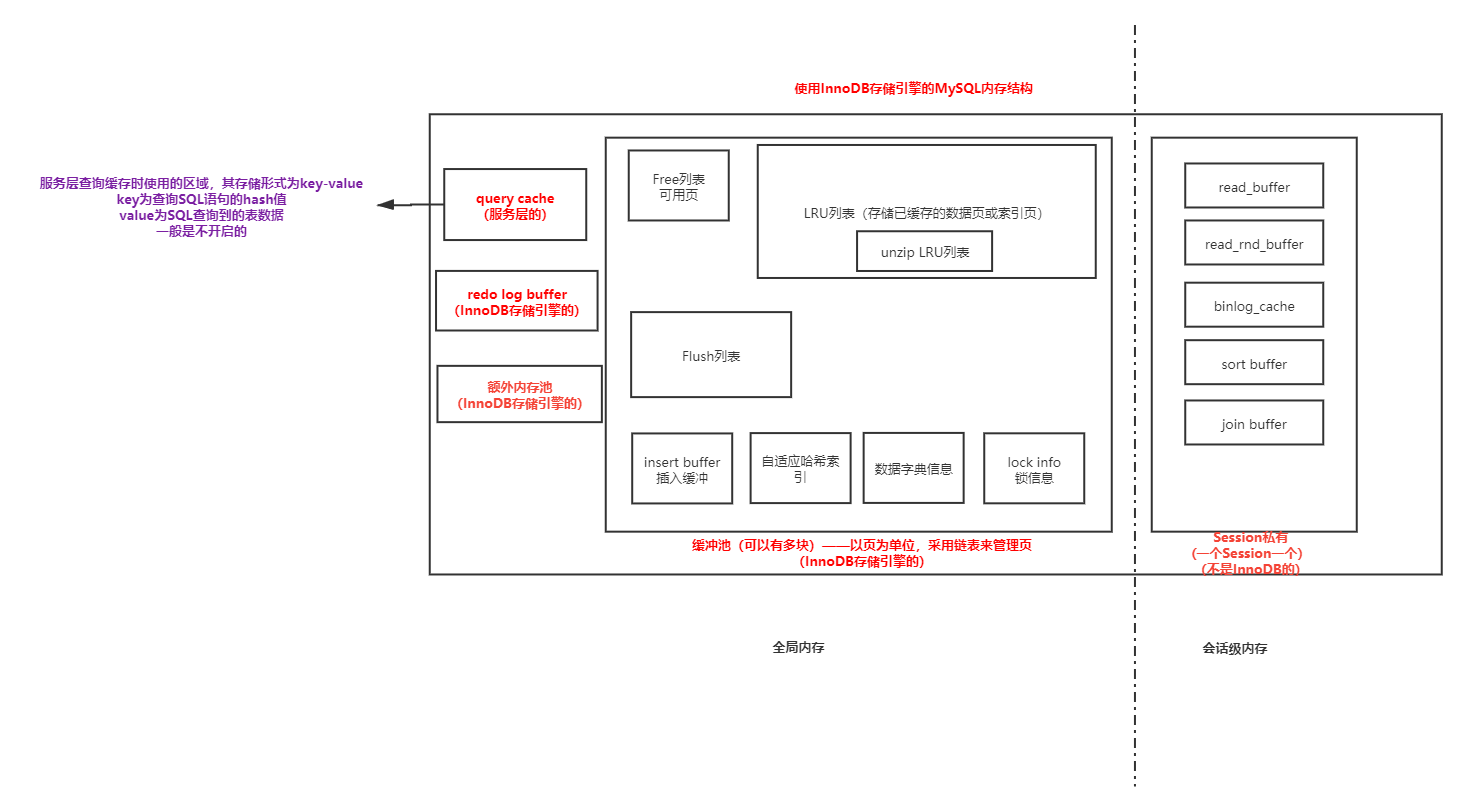 使用InnoDB存储引擎的MySQL内存结构
服务层查询缓存时使用的区域，其存储形式为key-value
key为查询SQL语句的hash值
value为SQL查询到的表数据
一般是不开启的
query cache
（服务层的）
redo log buffer
（InnoDB存储引擎的）
额外内存池
（InnoDB存储引擎的）
Free列表
可用页
LRU列表（存储已缓存的数据页或索引页）
unzip LRU列表
Flush列表
insert buffer
插入缓冲
自适应哈希索
引
数据字典信息
lock info
锁信息
缓冲池（可以有多块）——以页为单位，采用链表来管理页
（InnoDB存储引擎的）
read_buffer
read_rnd_buffer
binlog_cache
sort buffer
join buffer
Session私有
（一个Session一个）
（不是InnoDB的）
全局内存
会话级内存